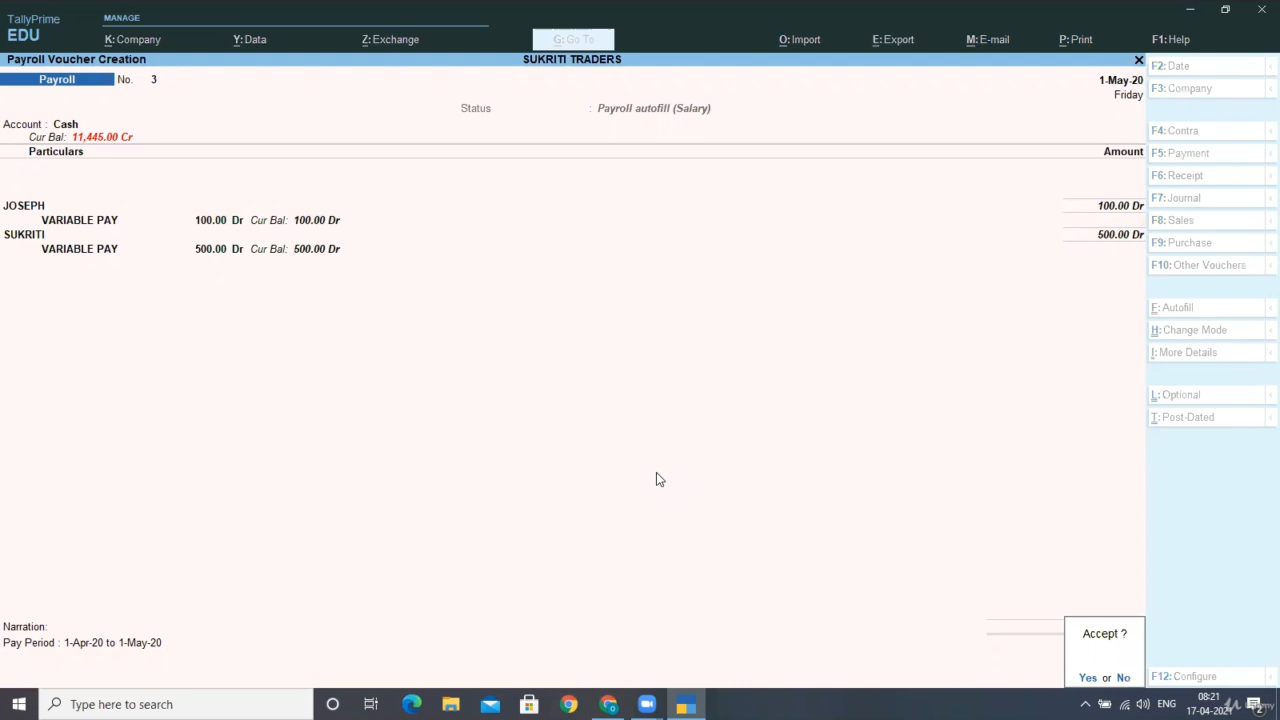 TallyPrime
EDU
MANAGE
K: Company
Y: Data
Z: Exchange
G: Go To
O: Import
E: Export
M: E-mail
P: Print
F1: Help
Payroll Voucher Creation
SUKRITI TRADERS
Payroll No. 3
1-May-20
Friday
Status : Payroll autofill (Salary)
Account : Cash
Cur Bal: 11,445.00 Cr
Particulars
Amount
JOSEPH
100.00 Dr
VARIABLE PAY 100.00 Dr Cur Bal: 100.00 Dr
SUKRITI
500.00 Dr
VARIABLE PAY 500.00 Dr Cur Bal: 500.00 Dr
Narration:
Pay Period : 1-Apr-20 to 1-May-20
Accept ?
Yes or No
F2: Date
F3: Company
F4: Contra
F5: Payment
F6: Receipt
F7: Journal
F8: Sales
F9: Purchase
F10: Other Vouchers
F: Autofill
H: Change Mode
I: More Details
L: Optional
T: Post-Dated
F12: Configure
Type here to search
ENG
08:21
17-04-2021
2